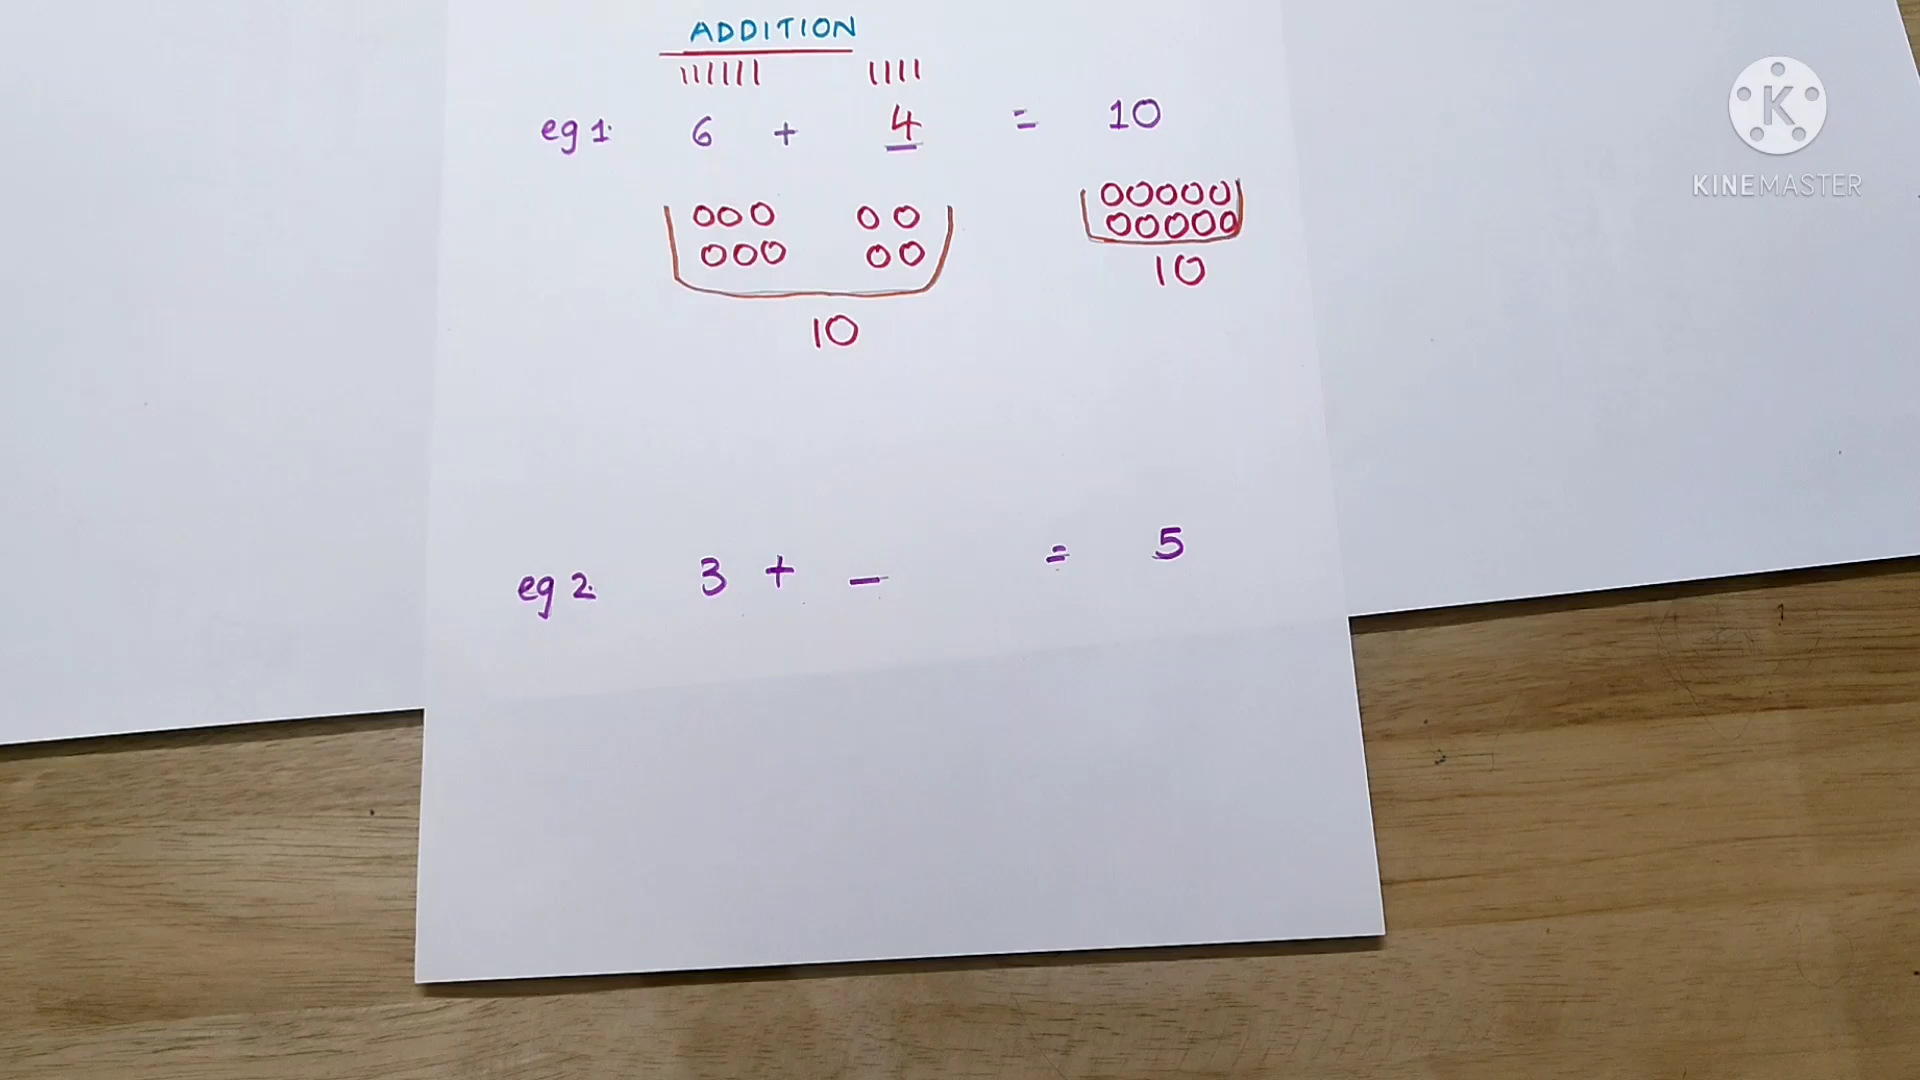 ADDITION
eg 1. 6 + 4 = 10
10
10
eg 2. 3 + _ = 5
K
KINEMASTER